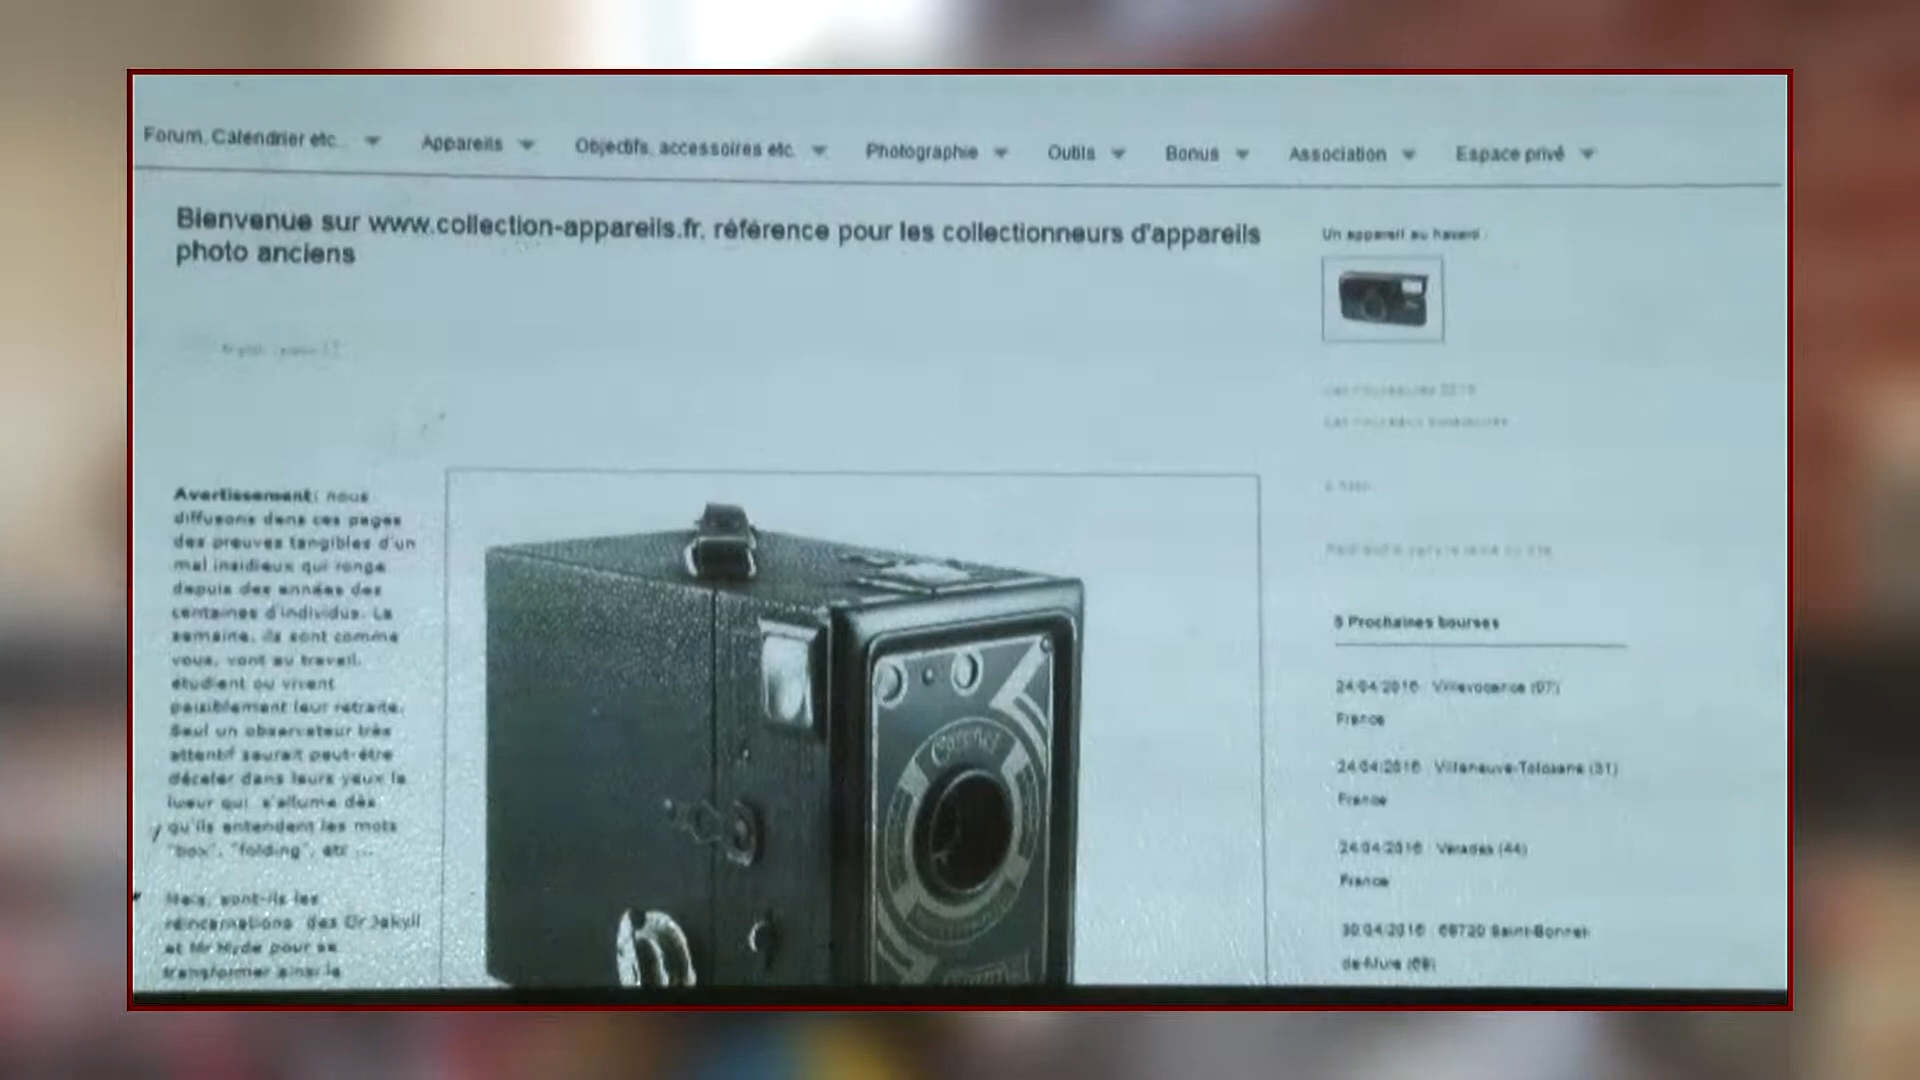 Forum, Calendrier etc...
Appareils
Objectifs, accessoires etc.
Photographie
Outils
Bonus
Association
Espace privé
Bienvenue sur www.collection-appareils.fr, référence pour les collectionneurs d'appareils
photo anciens
Un appareil au hasard :
Avertissement: nous
diffusons dans ces pages
des preuves tangibles d'un
mal insidieux qui ronge
depuis des années des
centaines d'individus. La
semaine, ils sont comme
vous, vont au travail,
étudient ou vivent
paisiblement leur retraite.
Seul un observateur très
attentif saurait peut-être
déceler dans leurs yeux la
lueur qui s'allume dès
qu'ils entendent les mots
"box", "folding", etc ...
Mais, sont-ils les
réincarnations des Dr Jekyll
et Mr Hyde pour se
transformer ainsi le
Coronet
5 Prochaines bourses
24/04/2016 : Villevocance (07)
France
24/04/2016 : Villeneuve-Tolosane (31)
France
24/04/2016 : Varades (44)
France
30/04/2016 : 69720 Saint-Bonnet-
de-Mure (69)